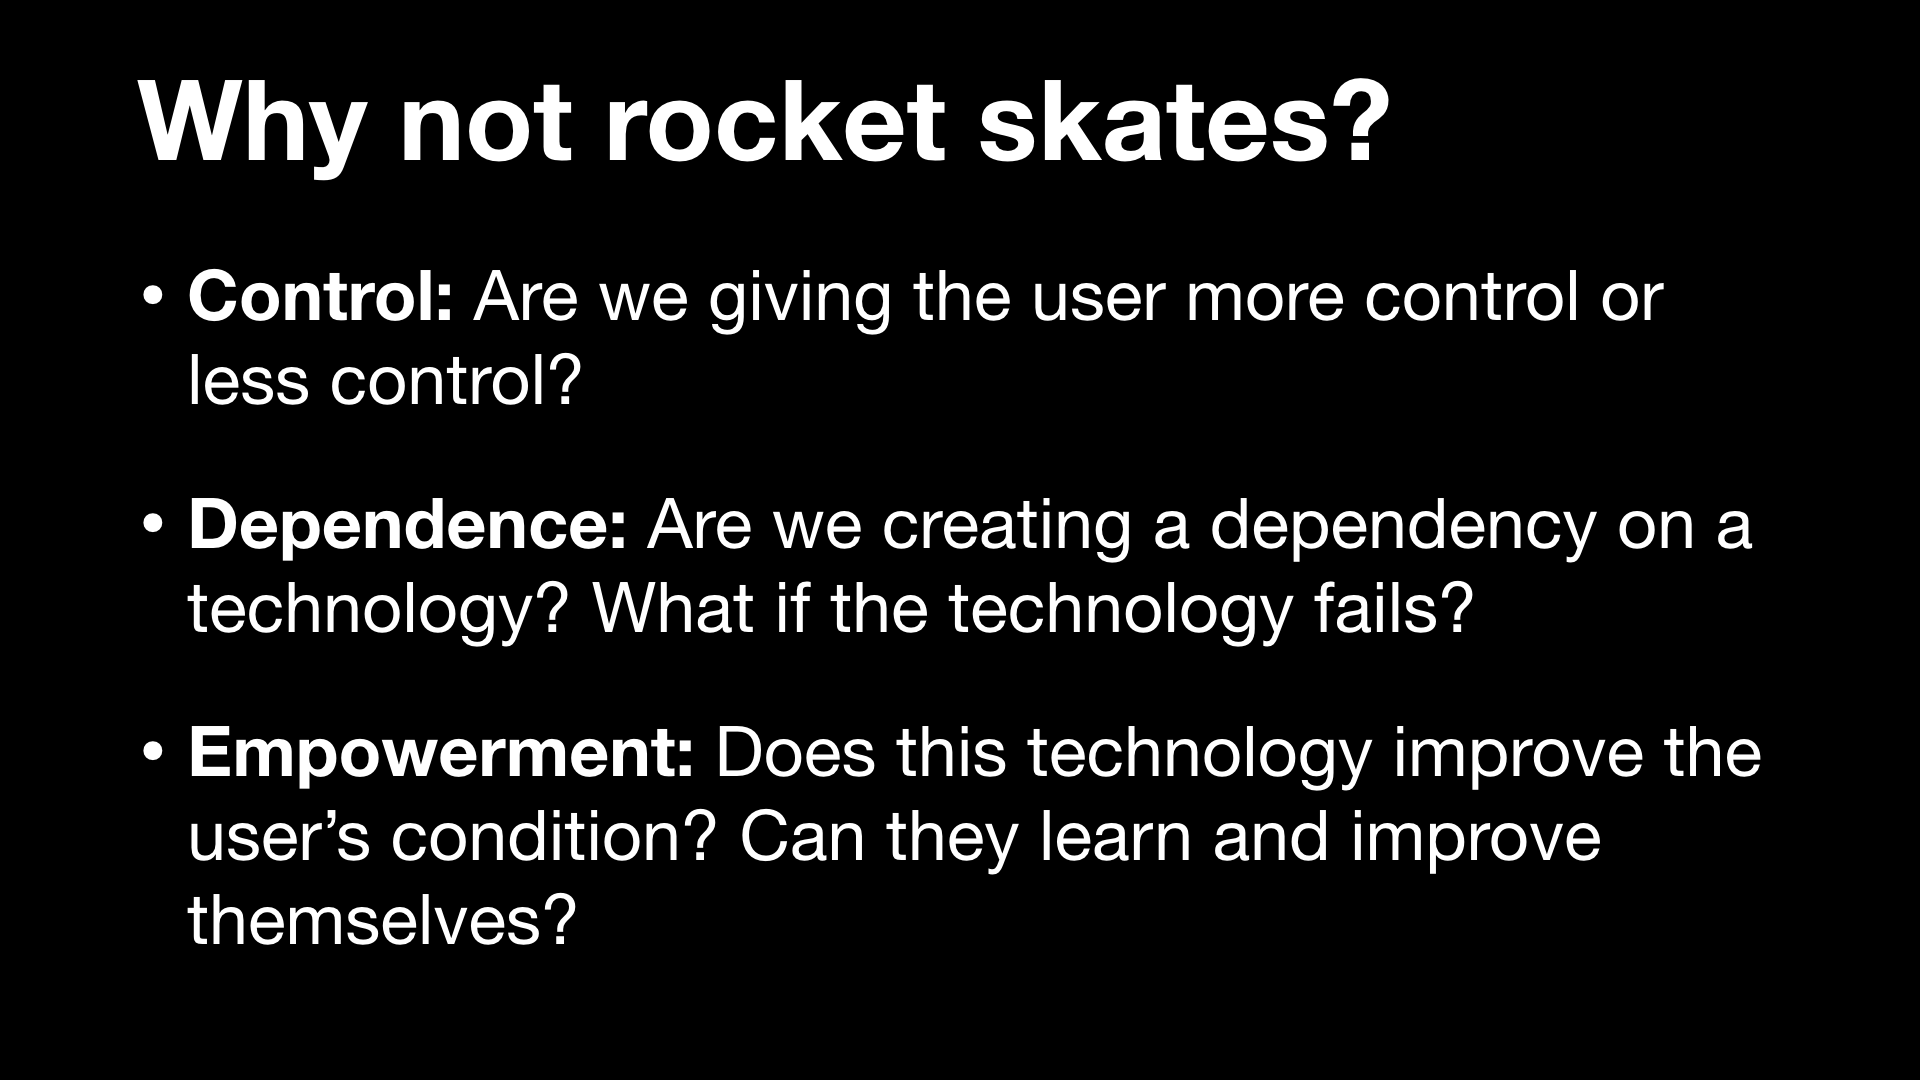 Why not rocket skates?
• Control: Are we giving the user more control or
less control?
• Dependence: Are we creating a dependency on a
technology? What if the technology fails?
• Empowerment: Does this technology improve the
user’s condition? Can they learn and improve
themselves?